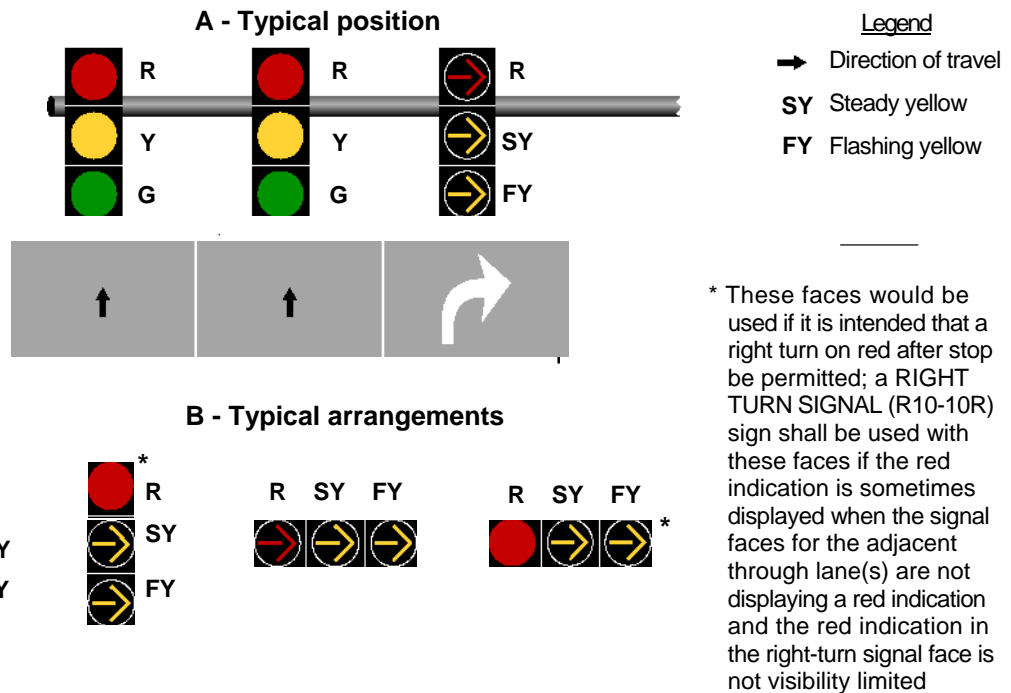 A - Typical position
R R R
Y Y SY
G G FY
Legend
Direction of travel
SY Steady yellow
FY Flashing yellow
B - Typical arrangements
*
R
SY
FY
Y
Y
R SY FY
R SY FY
*
* These faces would be
used if it is intended that a
right turn on red after stop
be permitted; a RIGHT
TURN SIGNAL (R10-10R)
sign shall be used with
these faces if the red
indication is sometimes
displayed when the signal
faces for the adjacent
through lane(s) are not
displaying a red indication
and the red indication in
the right-turn signal face is
not visibility limited